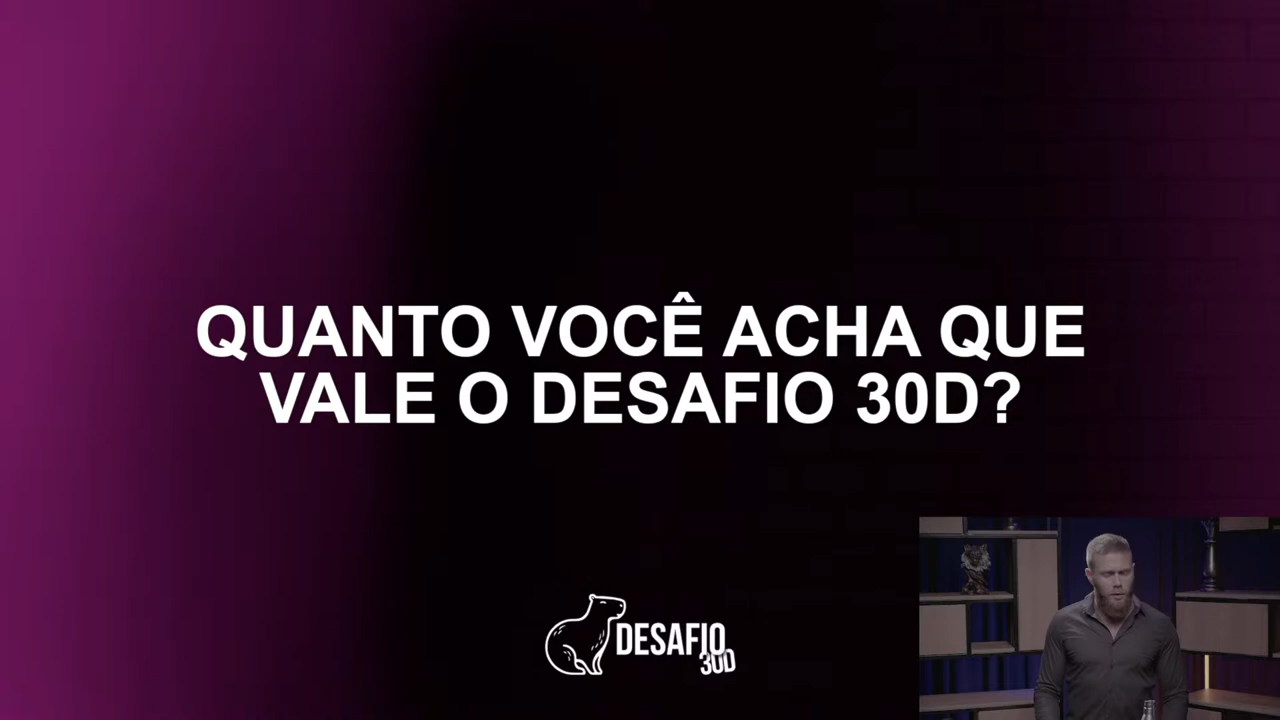 QUANTO VOCÊ ACHA QUE
VALE O DESAFIO 30D?
DESAFIO
30D